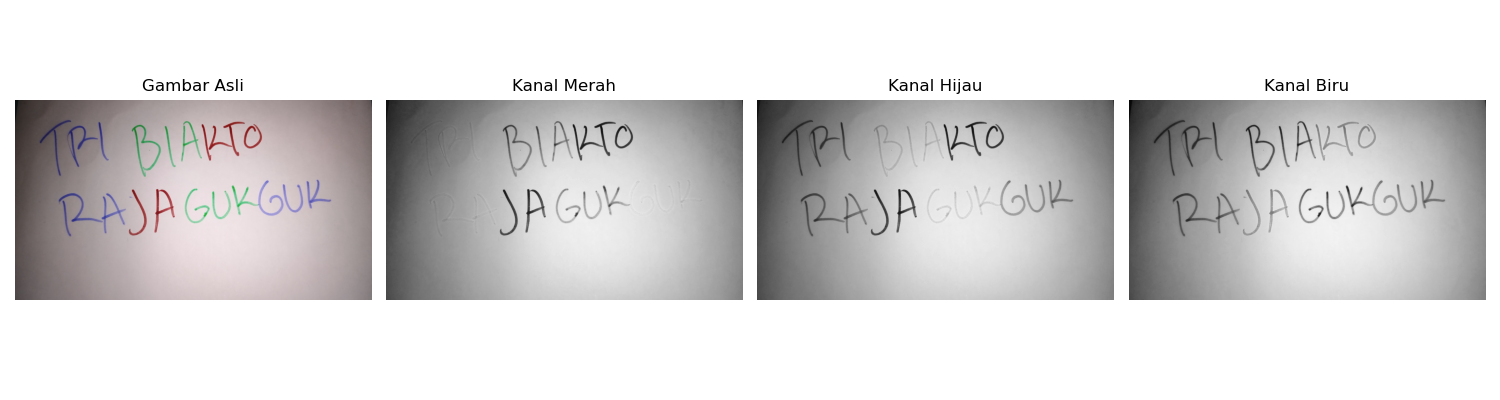 Gambar Asli
TRI BIAKTO
RAJAGUKGUK
Kanal Merah
TRI BIAKTO
RAJAGUKGUK
Kanal Hijau
TRI BIAKTO
RAJAGUKGUK
Kanal Biru
TRI BIAKTO
RAJAGUKGUK